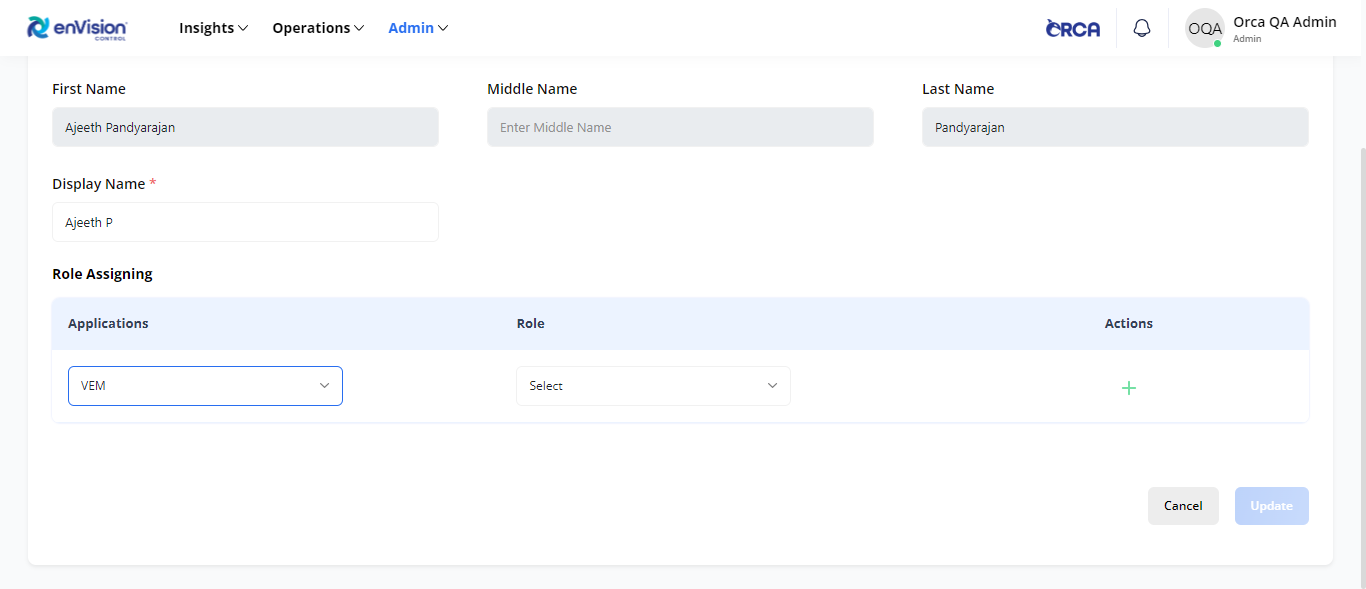 enVision
CONTROL
Insights
Operations
Admin
ORCA
OQA
Orca QA Admin
Admin
First Name
Middle Name
Last Name
Ajeeth Pandyarajan
Enter Middle Name
Pandyarajan
Display Name *
Ajeeth P
Role Assigning
Applications
Role
Actions
VEM
Select
Cancel
Update